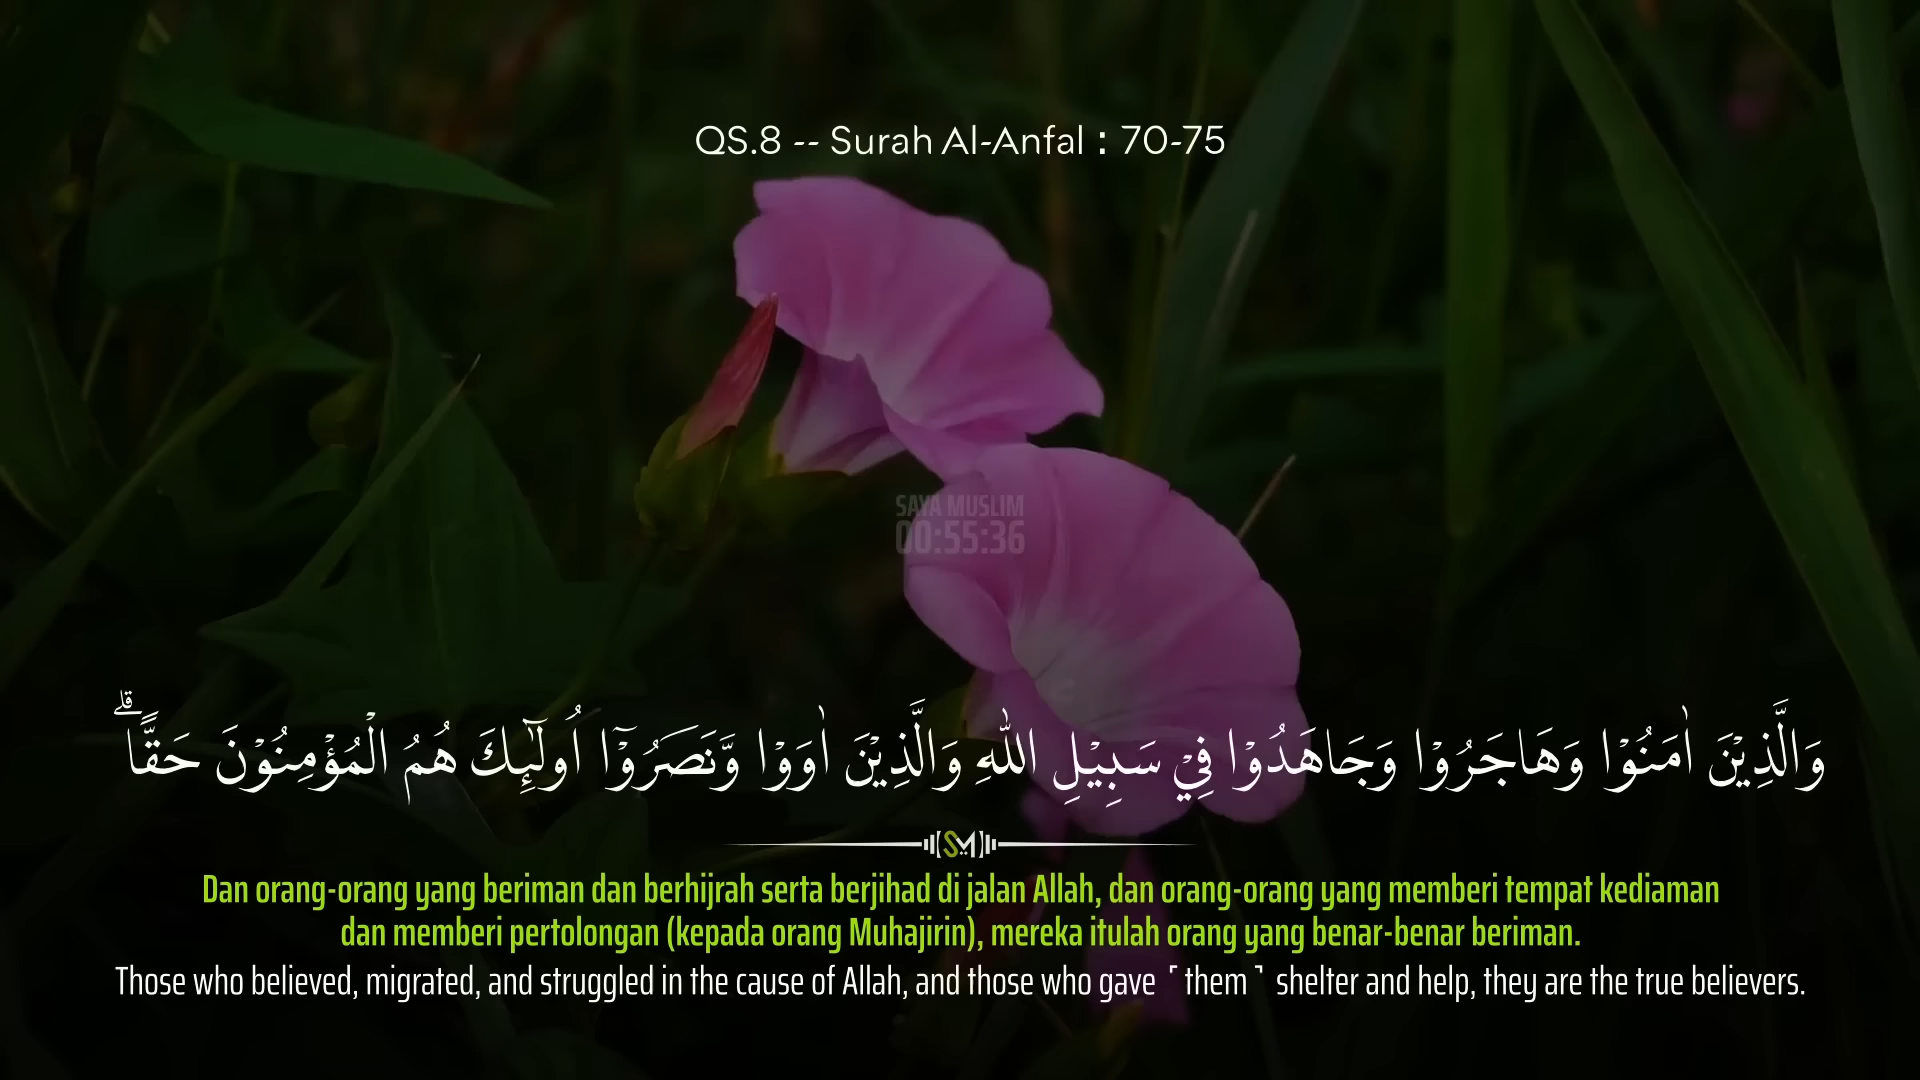 QS.8 -- Surah Al-Anfal : 70-75
SAYA MUSLIM
00:55:36
وَالَّذِيْنَ اٰمَنُوْا وَهَاجَرُوْا وَجَاهَدُوْا فِيْ سَبِيْلِ اللّٰهِ وَالَّذِيْنَ اٰوَوْا وَّنَصَرُوْٓا اُولٰۤىِٕكَ هُمُ الْمُؤْمِنُوْنَ حَقًّاۗ
SM
Dan orang-orang yang beriman dan berhijrah serta berjihad di jalan Allah, dan orang-orang yang memberi tempat kediaman
dan memberi pertolongan (kepada orang Muhajirin), mereka itulah orang yang benar-benar beriman.
Those who believed, migrated, and struggled in the cause of Allah, and those who gave ˹them˺ shelter and help, they are the true believers.